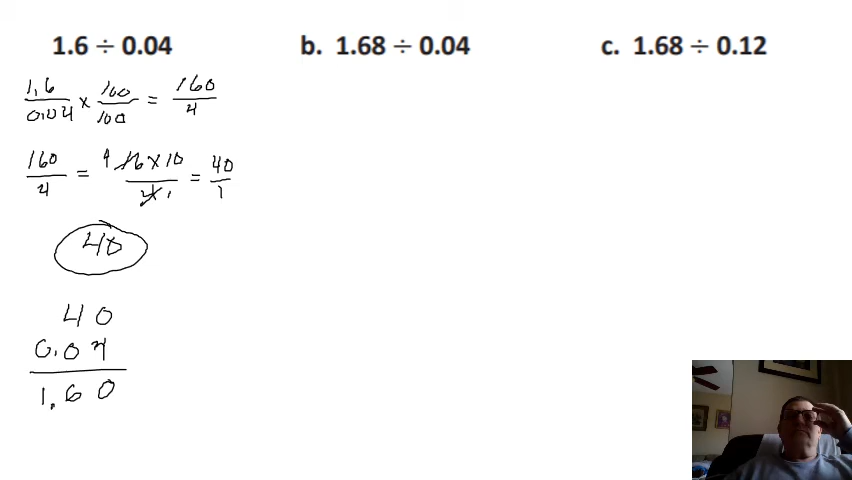 1.6 ÷ 0.04
b. 1.68 ÷ 0.04
c. 1.68 ÷ 0.12
1.6/0.04 × 100/100 = 160/4
160/4 = 4 16 × 10/4 1 = 40/1
40
40
0.04
1.60